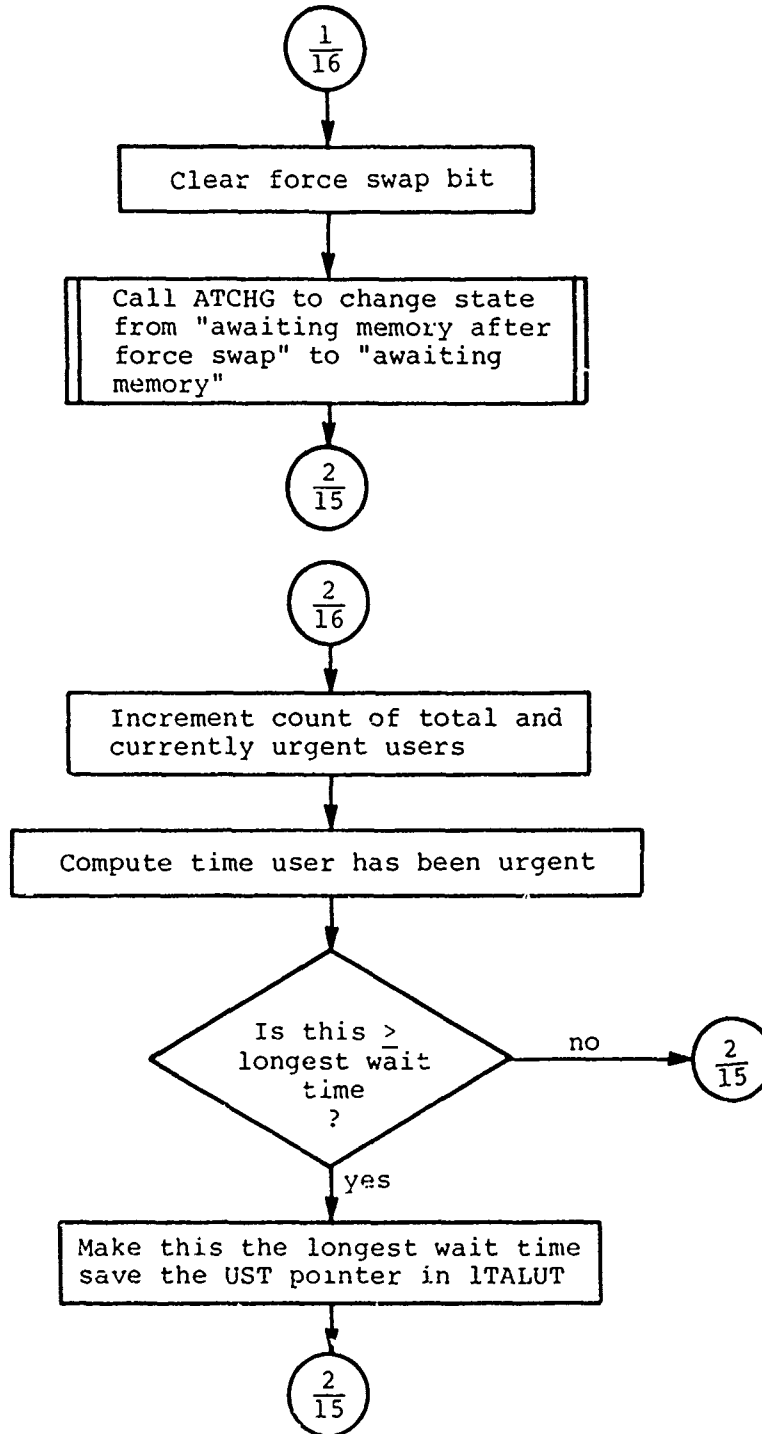 1
16
Clear force swap bit
Call ATCHG to change state
from "awaiting memory after
force swap" to "awaiting
memory"
2
15
2
16
Increment count of total and
currently urgent users
Compute time user has been urgent
Is this ≥
longest wait
time
?
no
2
15
yes
Make this the longest wait time
save the UST pointer in lTALUT
2
15